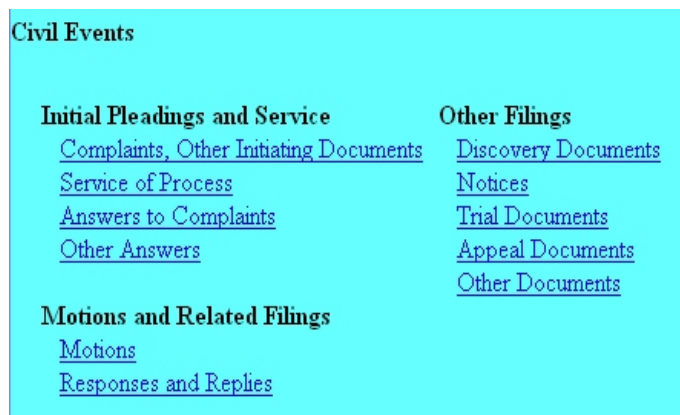 Civil Events
Initial Pleadings and Service
Complaints, Other Initiating Documents
Service of Process
Answers to Complaints
Other Answers
Motions and Related Filings
Motions
Responses and Replies
Other Filings
Discovery Documents
Notices
Trial Documents
Appeal Documents
Other Documents